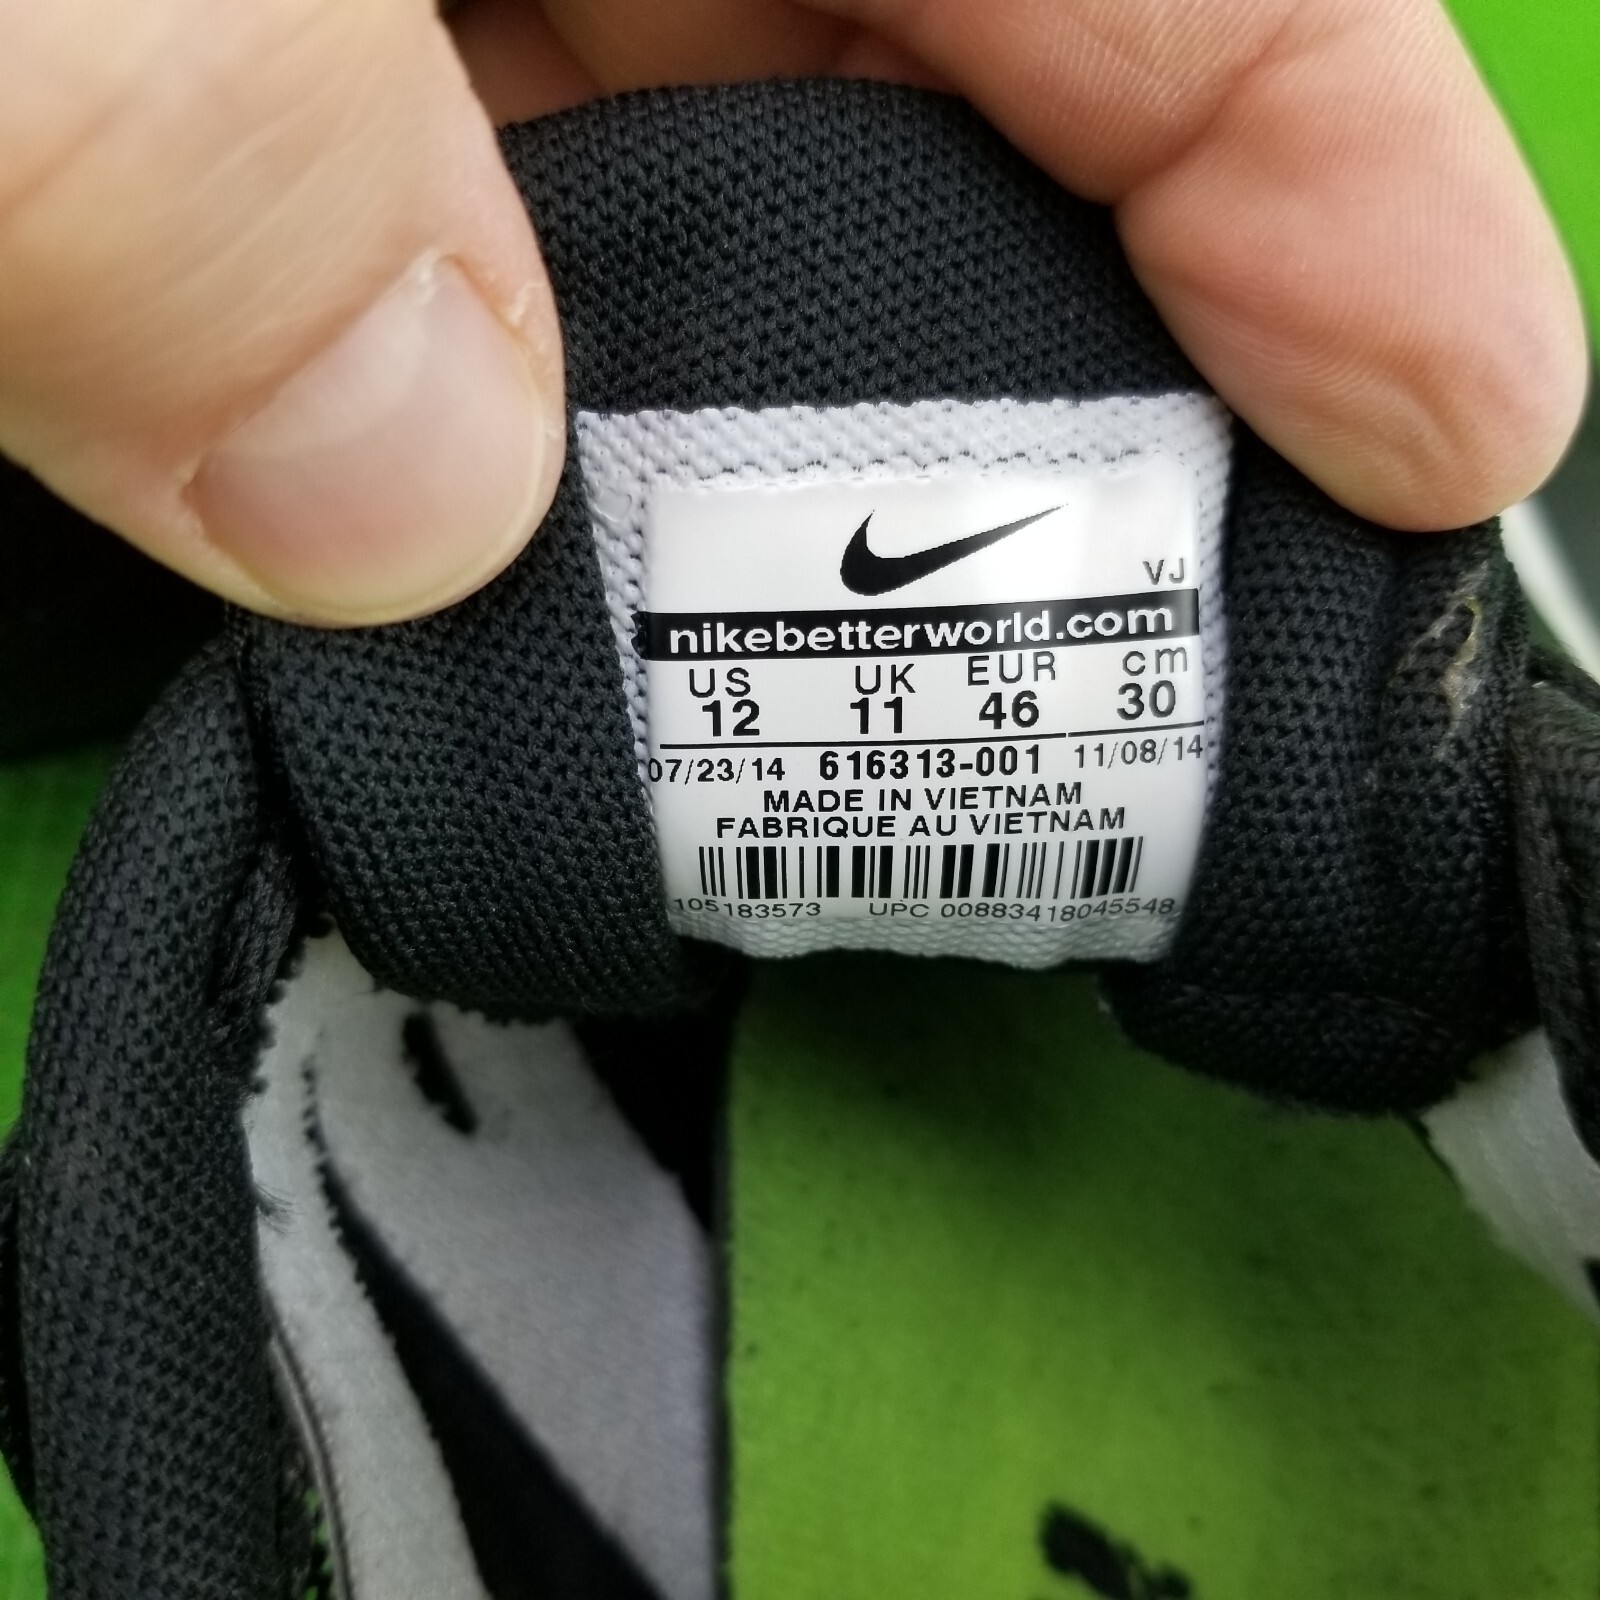 VJ
nikebetterworld.com
US UK EUR cm
12 11 46 30
07/23/14 616313-001 11/08/14
MADE IN VIETNAM
FABRIQUE AU VIETNAM
105183573 UPC 00883418045548